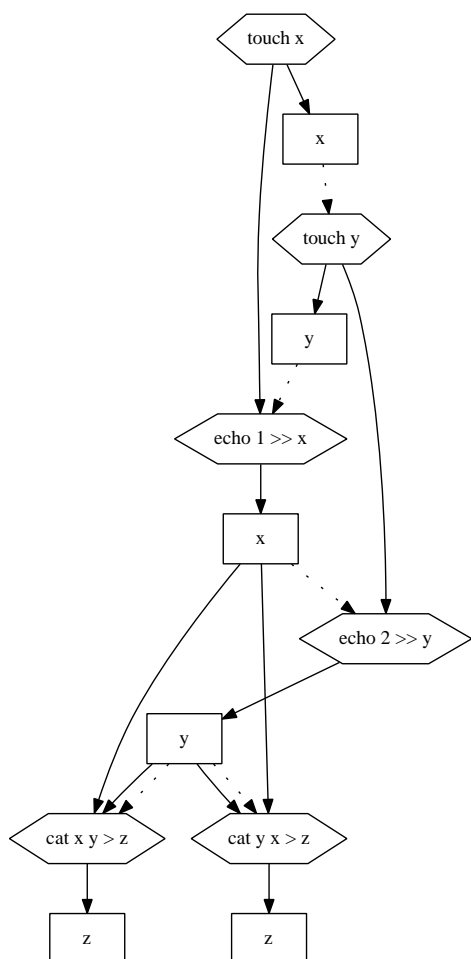 touch x
x
touch y
y
echo 1 >> x
x
echo 2 >> y
y
cat x y > z
cat y x > z
z
z